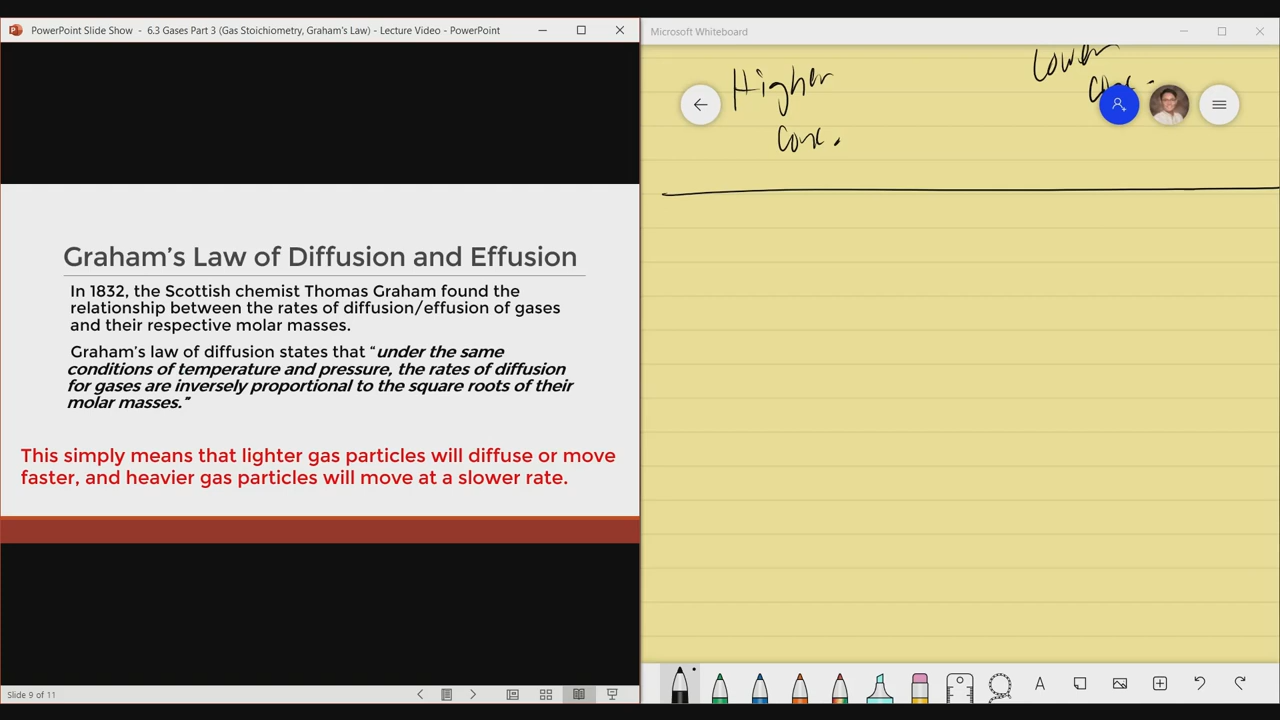 PowerPoint Slide Show - 6.3 Gases Part 3 (Gas Stoichiometry, Graham's Law) - Lecture Video - PowerPoint
Graham's Law of Diffusion and Effusion
In 1832, the Scottish chemist Thomas Graham found the
relationship between the rates of diffusion/effusion of gases
and their respective molar masses.
Graham's law of diffusion states that “under the same
conditions of temperature and pressure, the rates of diffusion
for gases are inversely proportional to the square roots of their
molar masses.”
This simply means that lighter gas particles will diffuse or move
faster, and heavier gas particles will move at a slower rate.
Slide 9 of 11
Microsoft Whiteboard
Lower
Higher
conc.
A